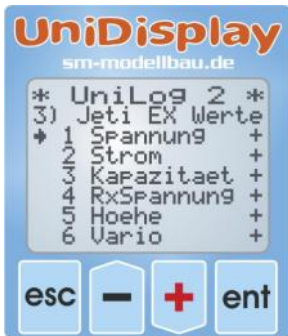 UniDisplay
sm-modellbau.de
* UniLog 2 *
3) Jeti EX Werte
→ 1 Spannung +
2 Strom +
3 Kapazitaet +
4 RxSpannung +
5 Hoehe +
6 Vario +
esc − + ent